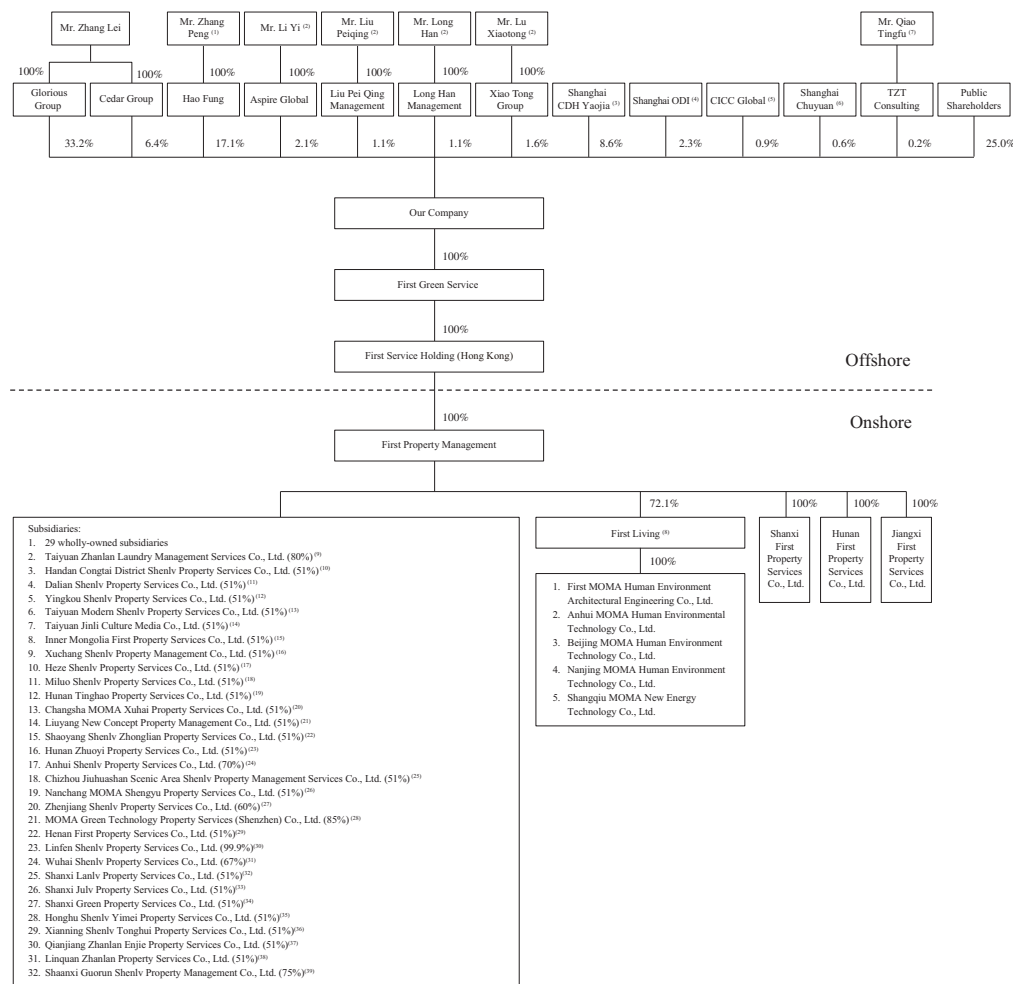 Mr. Zhang Lei
Mr. Zhang
Peng (1)
Mr. Li Yi (2)
Mr. Liu
Peiqing (2)
Mr. Long
Han (2)
Mr. Lu
Xiaotong (2)
Mr. Qiao
Tingfu (7)
100% 100% 100% 100% 100% 100% 100%
Glorious
Group
Cedar Group
Hao Fung
Aspire Global
Liu Pei Qing
Management
Long Han
Management
Xiao Tong
Group
Shanghai
CDH Yaojia (3)
Shanghai ODI (4)
CICC Global (5)
Shanghai
Chuyuan (6)
TZT
Consulting
Public
Shareholders
33.2% 6.4% 17.1% 2.1% 1.1% 1.1% 1.6% 8.6% 2.3% 0.9% 0.6% 0.2% 25.0%
Our Company
100%
First Green Service
100%
First Service Holding (Hong Kong)
Offshore
100%
Onshore
First Property Management
72.1% 100% 100% 100%
Subsidiaries:
1. 29 wholly-owned subsidiaries
2. Taiyuan Zhanlan Laundry Management Services Co., Ltd. (80%) (9)
3. Handan Congtai District Shenlv Property Services Co., Ltd. (51%) (10)
4. Dalian Shenlv Property Services Co., Ltd. (51%) (11)
5. Yingkou Shenlv Property Services Co., Ltd. (51%) (12)
6. Taiyuan Modern Shenlv Property Services Co., Ltd. (51%) (13)
7. Taiyuan Jinli Culture Media Co., Ltd. (51%) (14)
8. Inner Mongolia First Property Services Co., Ltd. (51%) (15)
9. Xuchang Shenlv Property Management Co., Ltd. (51%) (16)
10. Heze Shenlv Property Services Co., Ltd. (51%) (17)
11. Miluo Shenlv Property Services Co., Ltd. (51%) (18)
12. Hunan Tinghao Property Services Co., Ltd. (51%) (19)
13. Changsha MOMA Xuhai Property Services Co., Ltd. (51%) (20)
14. Liuyang New Concept Property Management Co., Ltd. (51%) (21)
15. Shaoyang Shenlv Zhonglian Property Services Co., Ltd. (51%) (22)
16. Hunan Zhuoyi Property Services Co., Ltd. (51%) (23)
17. Anhui Shenlv Property Services Co., Ltd. (70%) (24)
18. Chizhou Jiuhuashan Scenic Area Shenlv Property Management Services Co., Ltd. (51%) (25)
19. Nanchang MOMA Shengyu Property Services Co., Ltd. (51%) (26)
20. Zhenjiang Shenlv Property Services Co., Ltd. (60%) (27)
21. MOMA Green Technology Property Services (Shenzhen) Co., Ltd. (85%) (28)
22. Henan First Property Services Co., Ltd. (51%)(29)
23. Linfen Shenlv Property Services Co., Ltd. (99.9%)(30)
24. Wuhai Shenlv Property Services Co., Ltd. (67%)(31)
25. Shanxi Lanlv Property Services Co., Ltd. (51%)(32)
26. Shanxi Julv Property Services Co., Ltd. (51%)(33)
27. Shanxi Green Property Services Co., Ltd. (51%)(34)
28. Honghu Shenlv Yimei Property Services Co., Ltd. (51%)(35)
29. Xianning Shenlv Tonghui Property Services Co., Ltd. (51%)(36)
30. Qianjiang Zhanlan Enjie Property Services Co., Ltd. (51%)(37)
31. Linquan Zhanlan Property Services Co., Ltd. (51%)(38)
32. Shaanxi Guorun Shenlv Property Management Co., Ltd. (75%)(39)
First Living (8)
100%
1. First MOMA Human Environment
Architectural Engineering Co., Ltd.
2. Anhui MOMA Human Environmental
Technology Co., Ltd.
3. Beijing MOMA Human Environment
Technology Co., Ltd.
4. Nanjing MOMA Human Environment
Technology Co., Ltd.
5. Shangqiu MOMA New Energy
Technology Co., Ltd.
Shanxi
First
Property
Services
Co., Ltd.
Hunan
First
Property
Services
Co., Ltd.
Jiangxi
First
Property
Services
Co., Ltd.